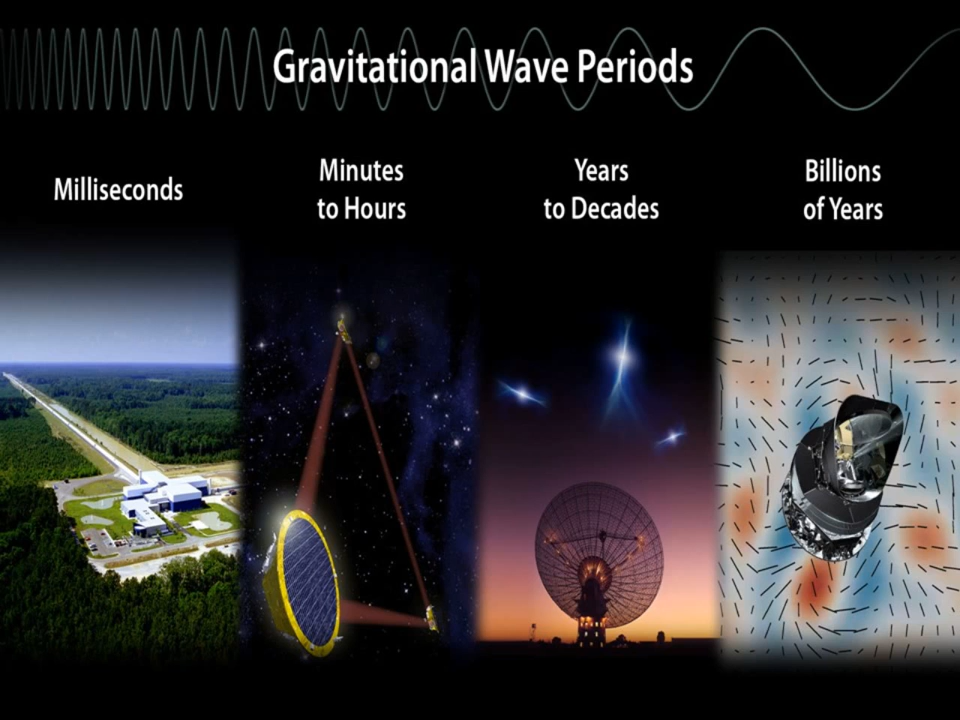 Gravitational Wave Periods
Milliseconds
Minutes
to Hours
Years
to Decades
Billions
of Years